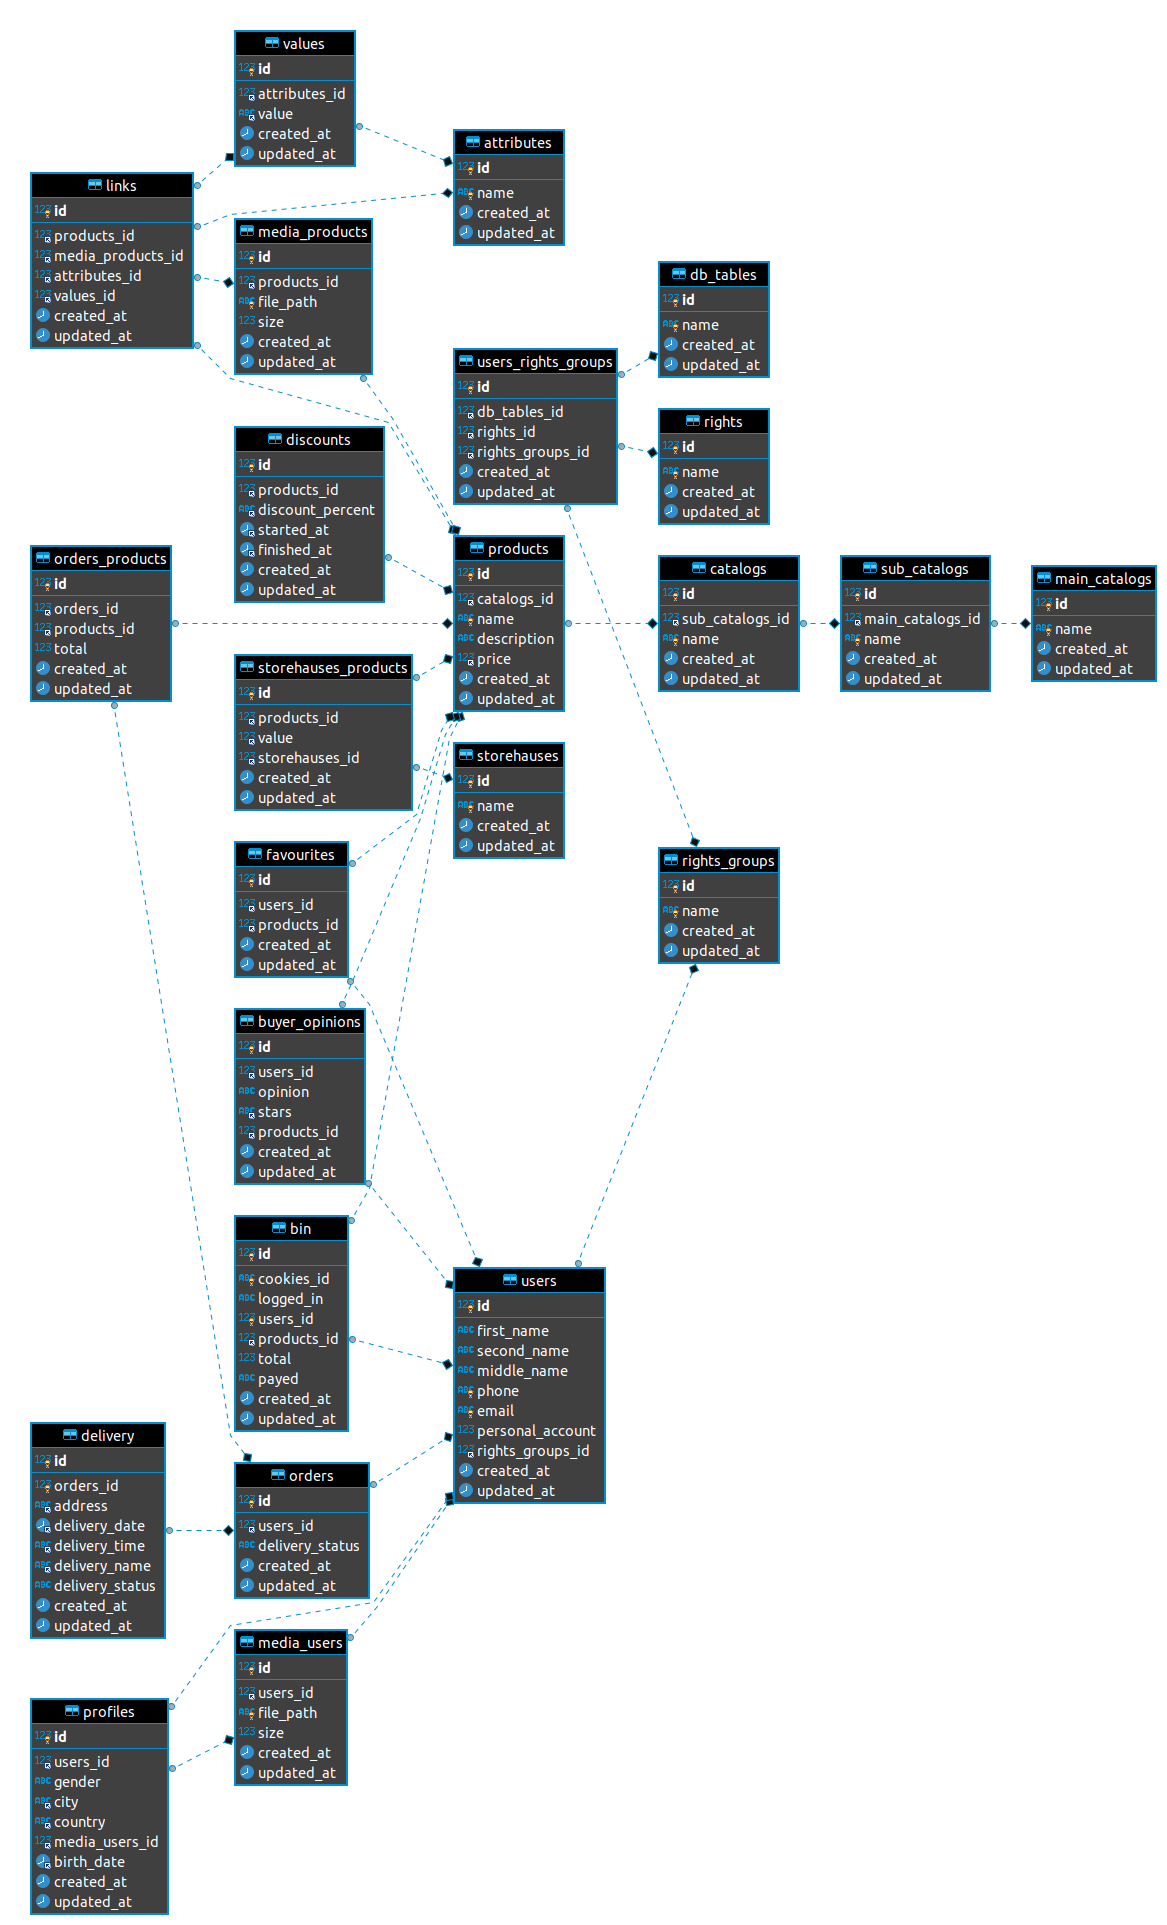 values
id
attributes_id
value
created_at
updated_at
attributes
id
name
created_at
updated_at
links
id
products_id
media_products_id
attributes_id
values_id
created_at
updated_at
media_products
id
products_id
file_path
size
created_at
updated_at
db_tables
id
name
created_at
updated_at
users_rights_groups
id
db_tables_id
rights_id
rights_groups_id
created_at
updated_at
rights
id
name
created_at
updated_at
discounts
id
products_id
discount_percent
started_at
finished_at
created_at
updated_at
orders_products
id
orders_id
products_id
total
created_at
updated_at
products
id
catalogs_id
name
description
price
created_at
updated_at
catalogs
id
sub_catalogs_id
name
created_at
updated_at
sub_catalogs
id
main_catalogs_id
name
created_at
updated_at
main_catalogs
id
name
created_at
updated_at
storehauses_products
id
products_id
value
storehauses_id
created_at
updated_at
storehauses
id
name
created_at
updated_at
favourites
id
users_id
products_id
created_at
updated_at
rights_groups
id
name
created_at
updated_at
buyer_opinions
id
users_id
opinion
stars
products_id
created_at
updated_at
bin
id
cookies_id
logged_in
users_id
products_id
total
payed
created_at
updated_at
users
id
first_name
second_name
middle_name
phone
email
personal_account
rights_groups_id
created_at
updated_at
delivery
id
orders_id
address
delivery_date
delivery_time
delivery_name
delivery_status
created_at
updated_at
orders
id
users_id
delivery_status
created_at
updated_at
media_users
id
users_id
file_path
size
created_at
updated_at
profiles
id
users_id
gender
city
country
media_users_id
birth_date
created_at
updated_at